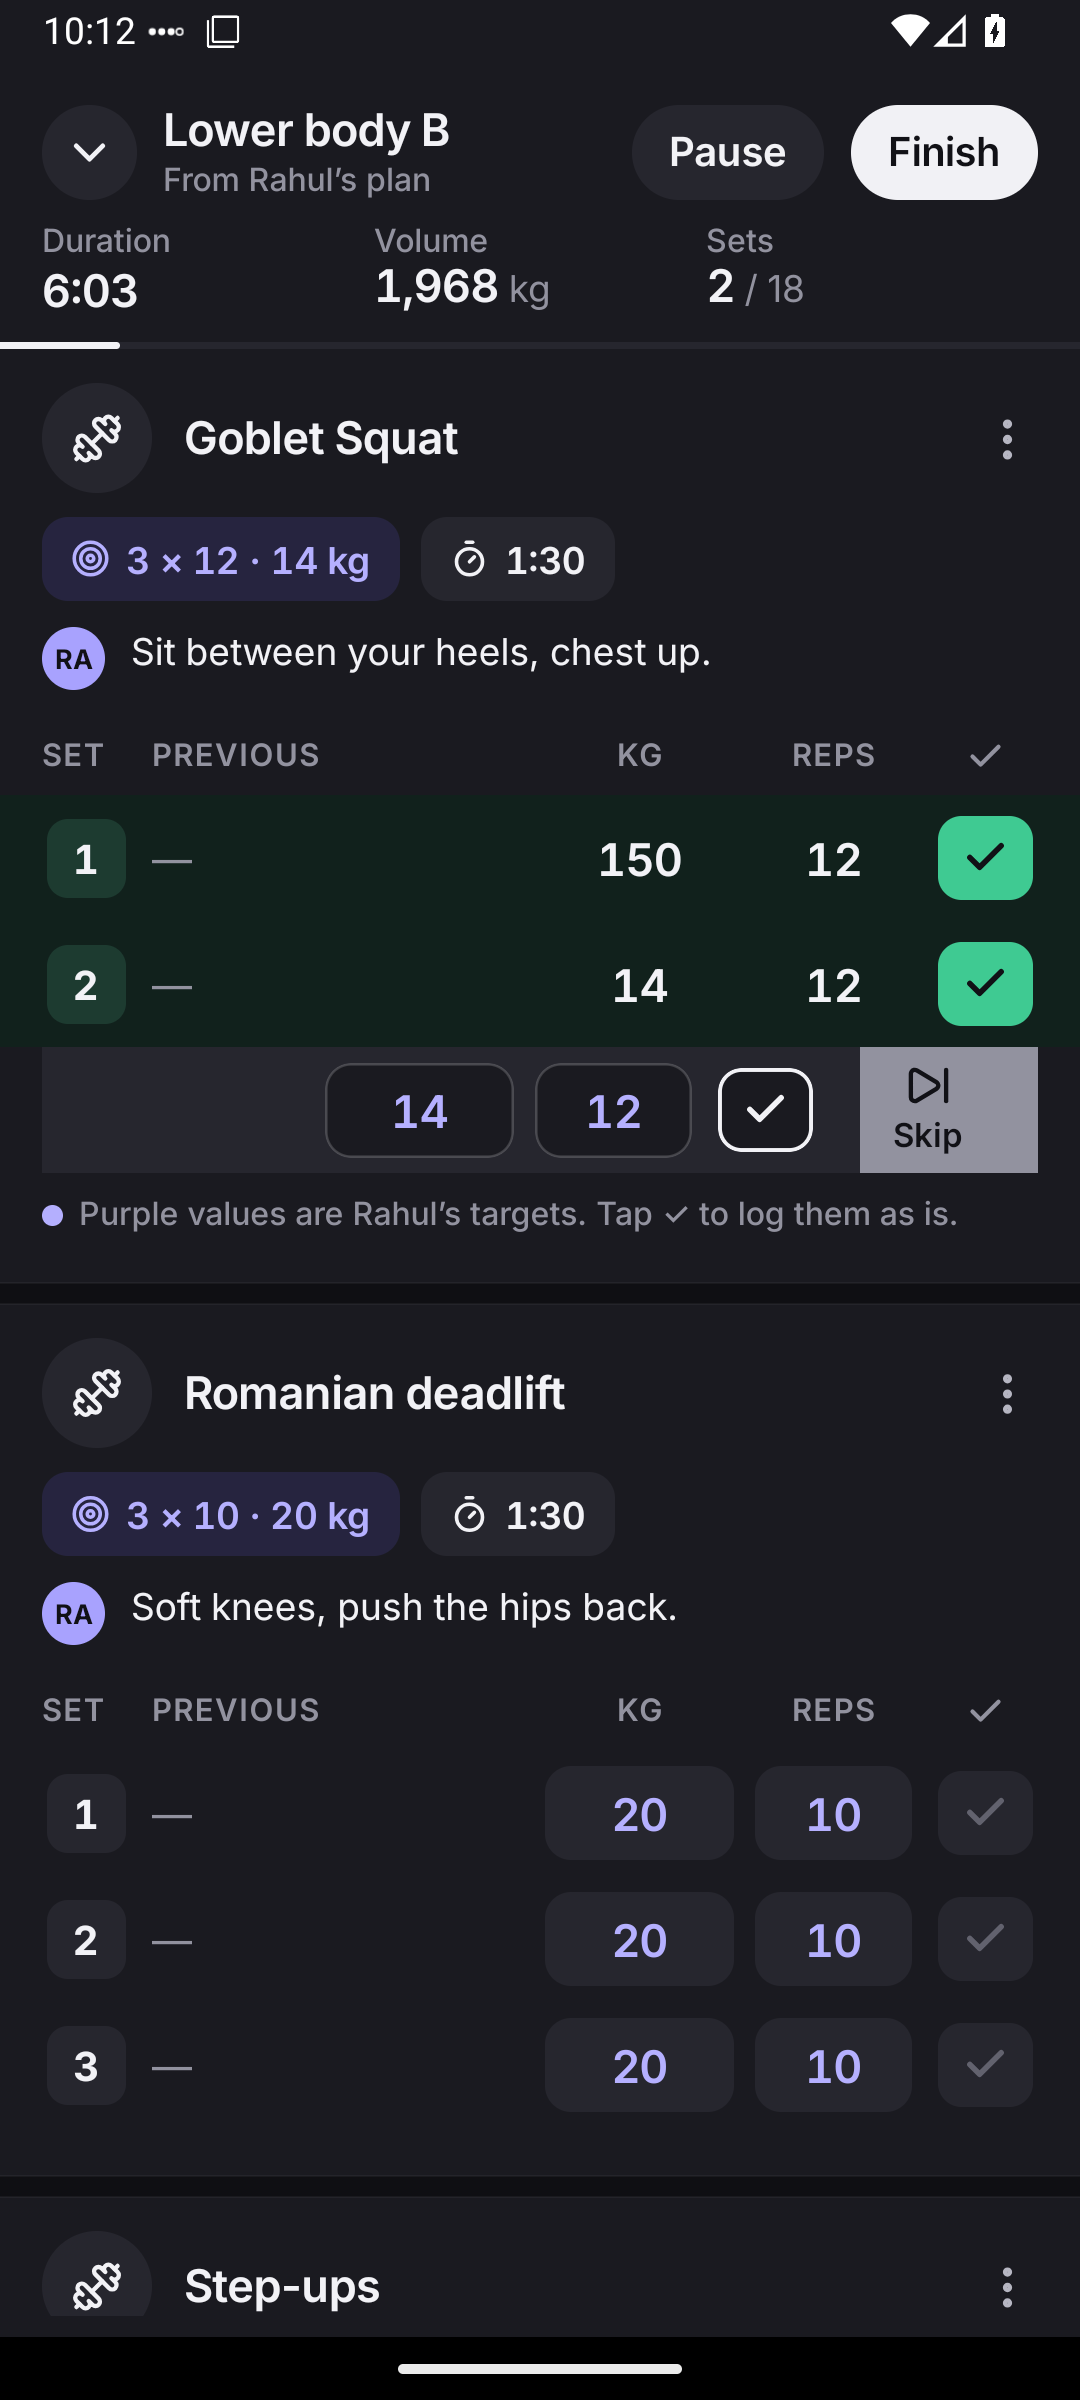 10:12
Lower body B
From Rahul's plan
Pause
Finish
Duration
Volume
Sets
6:03
1,968 kg
2 / 18
Goblet Squat
3 × 12 · 14 kg
1:30
RA
Sit between your heels, chest up.
SET PREVIOUS KG REPS ✓
1 — 150 12 ✓
2 — 14 12 ✓
14 12 ✓
Skip
Purple values are Rahul's targets. Tap ✓ to log them as is.
Romanian deadlift
3 × 10 · 20 kg
1:30
RA
Soft knees, push the hips back.
SET PREVIOUS KG REPS ✓
1 — 20 10 ✓
2 — 20 10 ✓
3 — 20 10 ✓
Step-ups